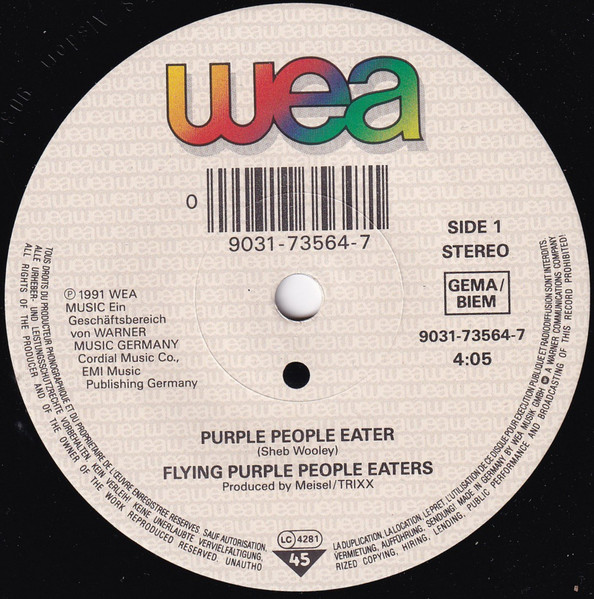 wea
0
9031-73564-7
SIDE 1
STEREO
GEMA/
BIEM
9031-73564-7
4:05
Ⓟ 1991 WEA
MUSIC Ein
Geschäftsbereich
von WARNER
MUSIC GERMANY
Cordial Music Co.,
EMI Music
Publishing Germany
PURPLE PEOPLE EATER
(Sheb Wooley)
FLYING PURPLE PEOPLE EATERS
Produced by Meisel/TRIXX
LC 4281
45
TOUS DROITS DU PRODUCTEUR PHONOGRAPHIQUE ET DU PROPRIETAIRE DE L'ŒUVRE ENREGISTREE RESERVES. SAUF AUTORISATION, LA DUPLICATION, LA LOCATION, LE PRET, L'UTILISATION DE CE DISQUE POUR EXECUTION PUBLIQUE ET RADIODIFFUSION SONT INTERDITS.
ALLE URHEBER- UND LEISTUNGSSCHUTZRECHTE VORBEHALTEN. KEIN VERLEIH! KEINE UNERLAUBTE VERVIELFÄLTIGUNG, VERMIETUNG, AUFFÜHRUNG, SENDUNG! MADE IN GERMANY BY WEA MUSIK GMBH A WARNER COMMUNICATIONS COMPANY
ALL RIGHTS OF THE PRODUCER AND OF THE OWNER OF THE WORK REPRODUCED RESERVED. UNAUTHORIZED COPYING, HIRING, LENDING, PUBLIC PERFORMANCE AND BROADCASTING OF THIS RECORD PROHIBITED!